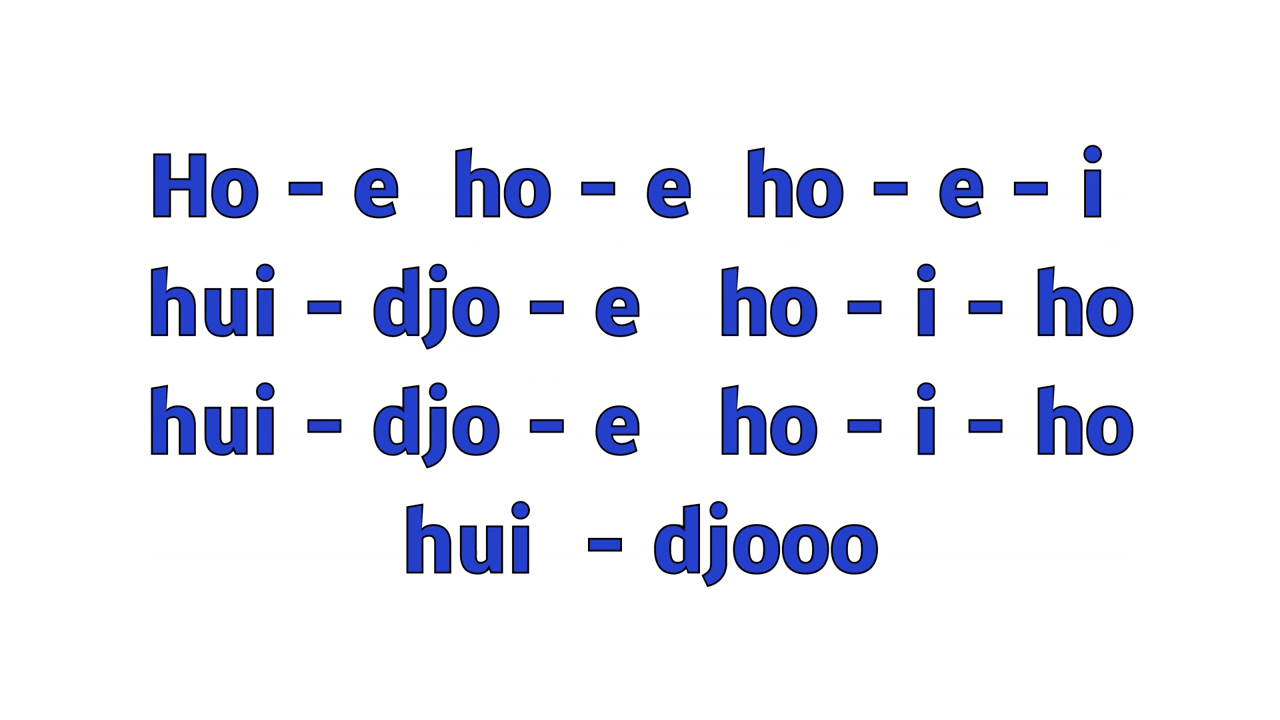 Ho - e ho - e ho - e - i
hui - djo - e ho - i - ho
hui - djo - e ho - i - ho
hui - djooo